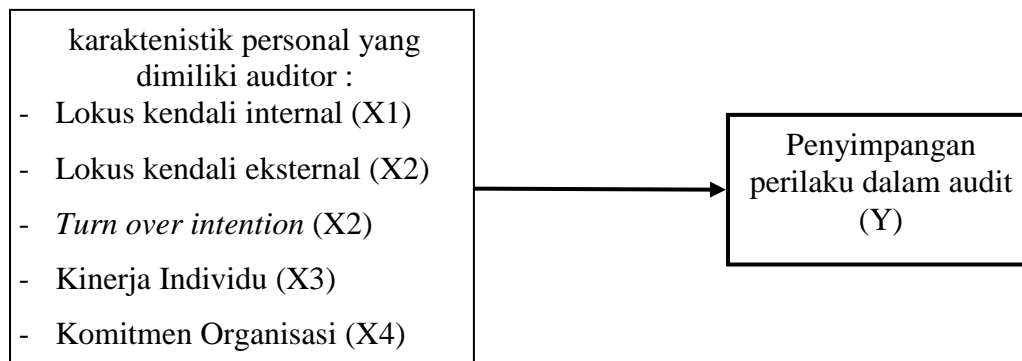 karaktenistik personal yang
dimiliki auditor :
- Lokus kendali internal (X1)
- Lokus kendali eksternal (X2)
- Turn over intention (X2)
- Kinerja Individu (X3)
- Komitmen Organisasi (X4)
Penyimpangan
perilaku dalam audit
(Y)